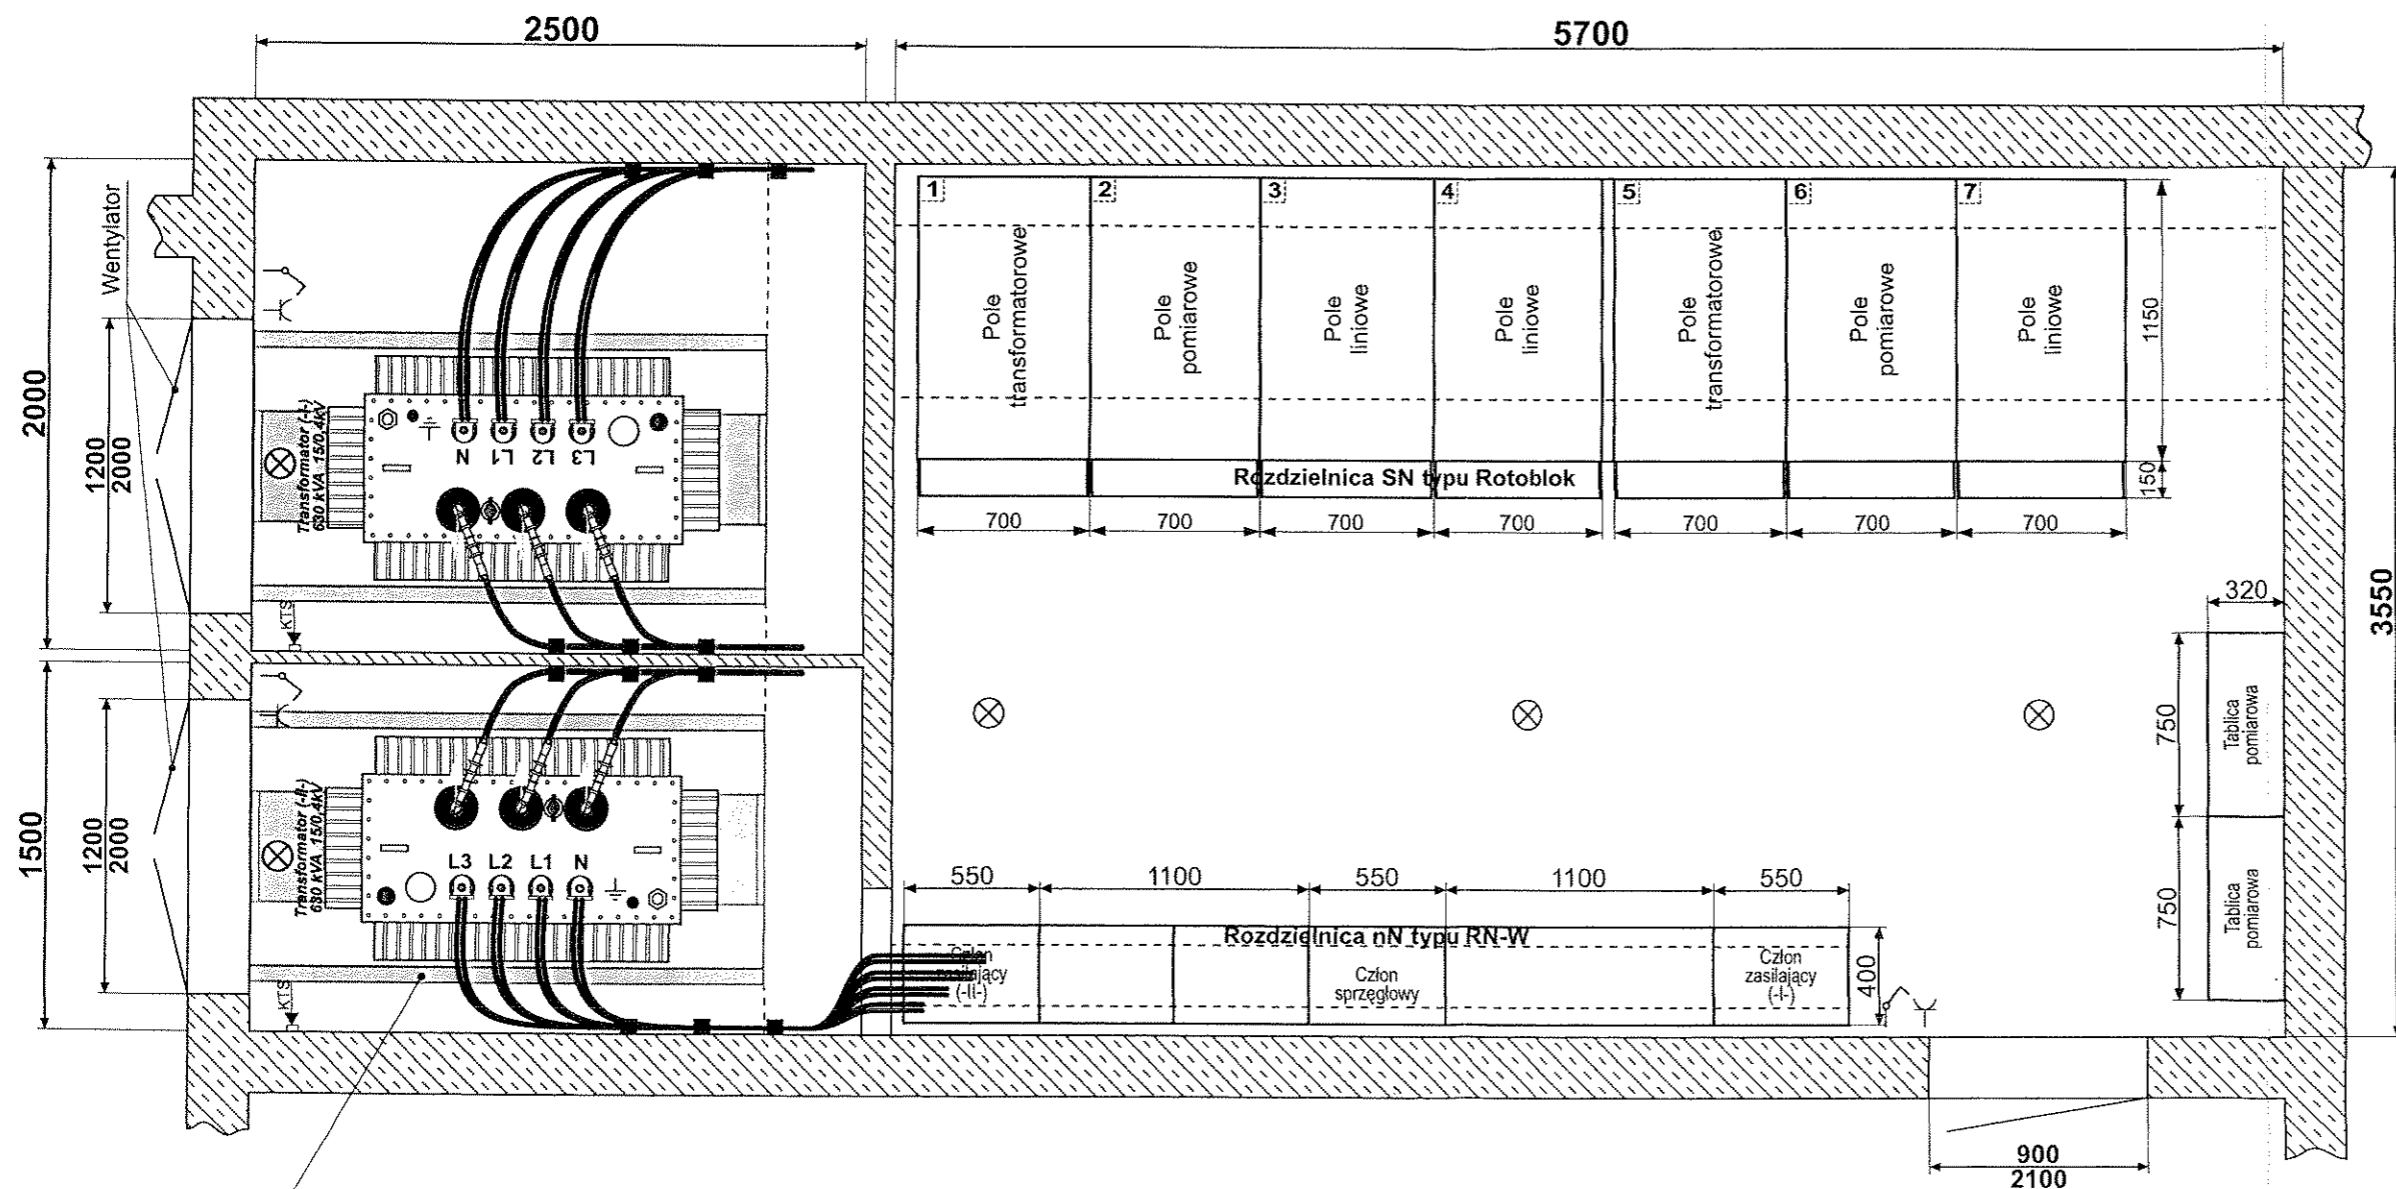 2500
5700
Wentylator
2000
1200
2000
1500
1200
2000
Transformator (-I-)
630 kVA 15/0,4kV
N L1 L2 L3
KTS
Transformator (-II-)
630 kVA 15/0,4kV
L3 L2 L1 N
KTS
1 2 3 4 5 6 7
Pole
transformatorowe
Pole
pomiarowe
Pole
liniowe
Pole
liniowe
Pole
transformatorowe
Pole
pomiarowe
Pole
liniowe
1150
150
Rozdzielnica SN typu Rotoblok
700 700 700 700 700 700 700
320
3550
750
Tablica
pomiarowa
750
Tablica
pomiarowa
550 1100 550 1100 550
Rozdzielnica nN typu RN-W
Człon
zasilający
(-II-)
Człon
sprzęgłowy
Człon
zasilający
(-I-)
400
900
2100